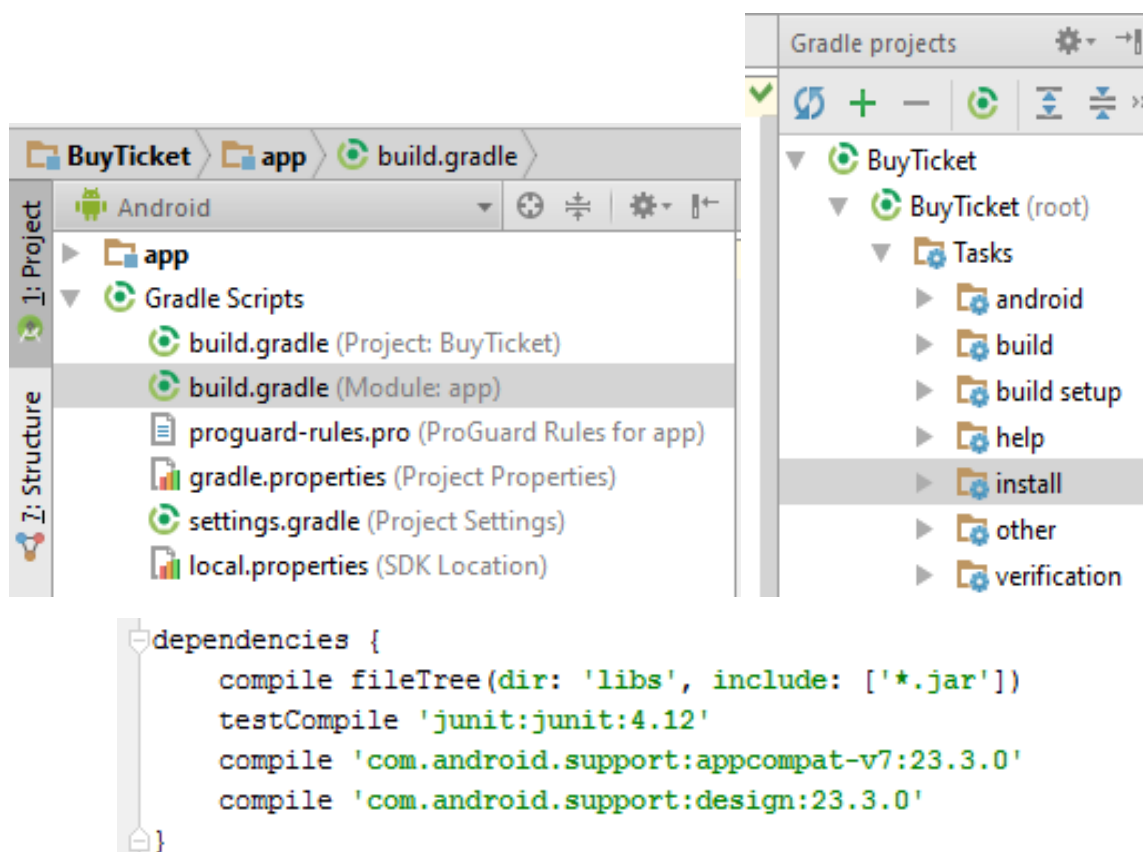 BuyTicket
app
build.gradle
1: Project
7: Structure
Android
app
Gradle Scripts
build.gradle (Project: BuyTicket)
build.gradle (Module: app)
proguard-rules.pro (ProGuard Rules for app)
gradle.properties (Project Properties)
settings.gradle (Project Settings)
local.properties (SDK Location)
Gradle projects
BuyTicket
BuyTicket (root)
Tasks
android
build
build setup
help
install
other
verification
dependencies {
compile fileTree(dir: 'libs', include: ['*.jar'])
testCompile 'junit:junit:4.12'
compile 'com.android.support:appcompat-v7:23.3.0'
compile 'com.android.support:design:23.3.0'
}